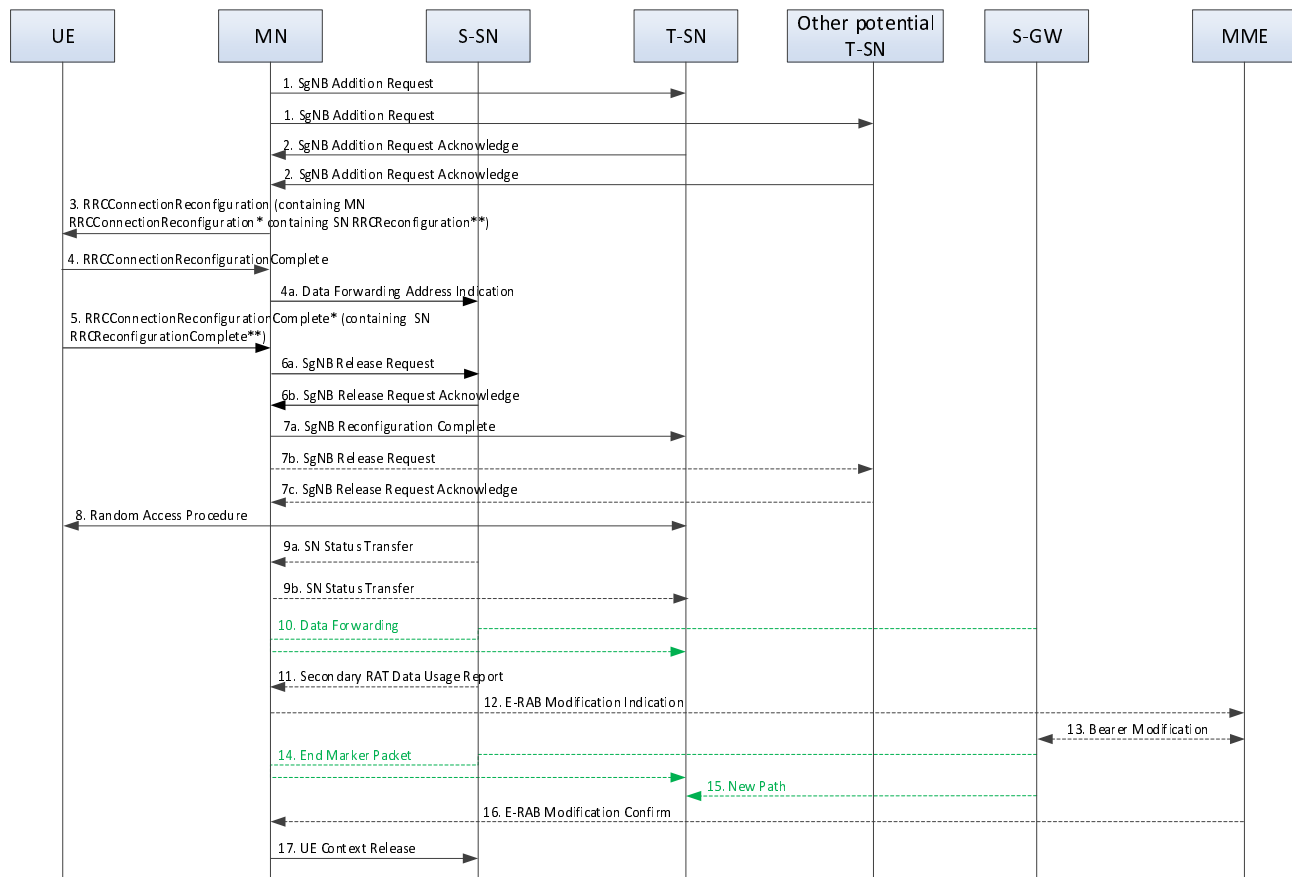 UE
MN
S-SN
T-SN
Other potential
T-SN
S-GW
MME
1. SgNB Addition Request
1. SgNB Addition Request
2. SgNB Addition Request Acknowledge
2. SgNB Addition Request Acknowledge
3. RRCConnectionReconfiguration (containing MN
RRCConnectionReconfiguration* containing SN RRCReconfiguration**)
4. RRCConnectionReconfigurationComplete
4a. Data Forwarding Address Indication
5. RRCConnectionReconfigurationComplete* (containing SN
RRCReconfigurationComplete**)
6a. SgNB Release Request
6b. SgNB Release Request Acknowledge
7a. SgNB Reconfiguration Complete
7b. SgNB Release Request
7c. SgNB Release Request Acknowledge
8. Random Access Procedure
9a. SN Status Transfer
9b. SN Status Transfer
10. Data Forwarding
11. Secondary RAT Data Usage Report
12. E-RAB Modification Indication
13. Bearer Modification
14. End Marker Packet
15. New Path
16. E-RAB Modification Confirm
17. UE Context Release